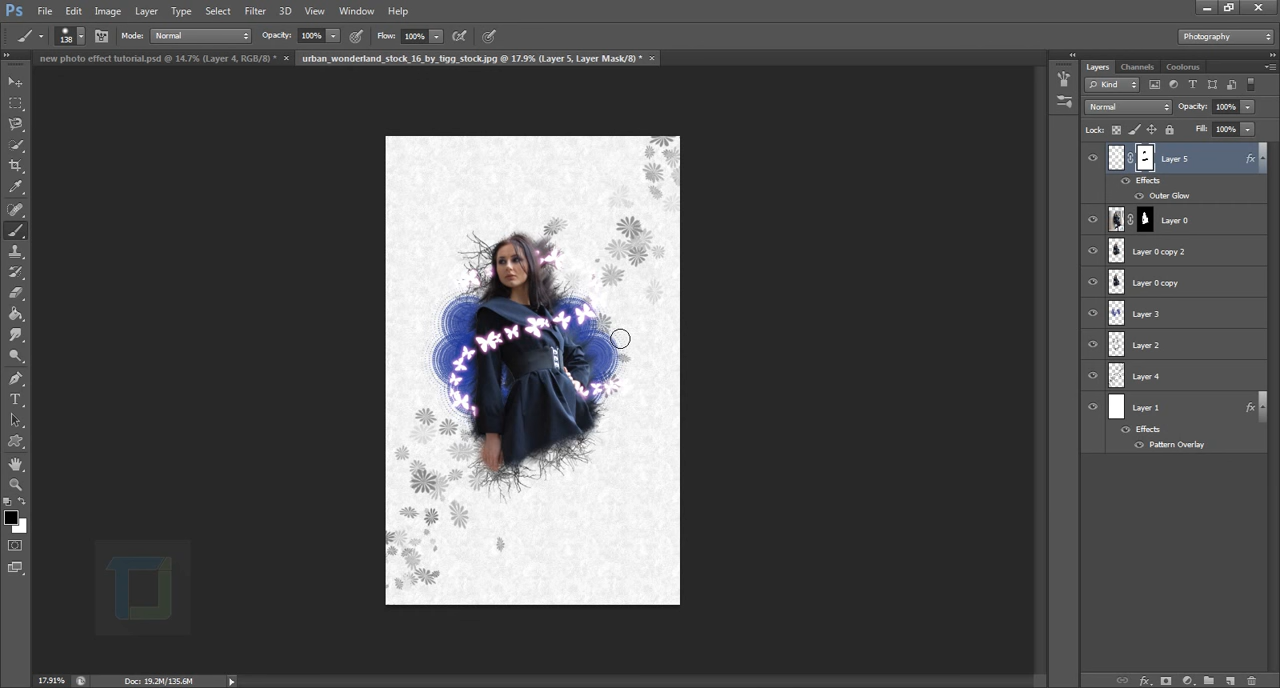 Ps File Edit Image Layer Type Select Filter 3D View Window Help
138 Mode: Normal Opacity: 100% Flow: 100% Photography
new photo effect tutorial.psd @ 14.7% (Layer 4, RGB/8) * × urban_wonderland_stock_16_by_tigg_stock.jpg @ 17.9% (Layer 5, Layer Mask/8) * ×
Layers Channels Coolorus
Kind
Normal Opacity: 100%
Lock: Fill: 100%
Layer 5 fx
Effects
Outer Glow
Layer 0
Layer 0 copy 2
Layer 0 copy
Layer 3
Layer 2
Layer 4
Layer 1 fx
Effects
Pattern Overlay
17.91% Doc: 19.2M/135.6M fx